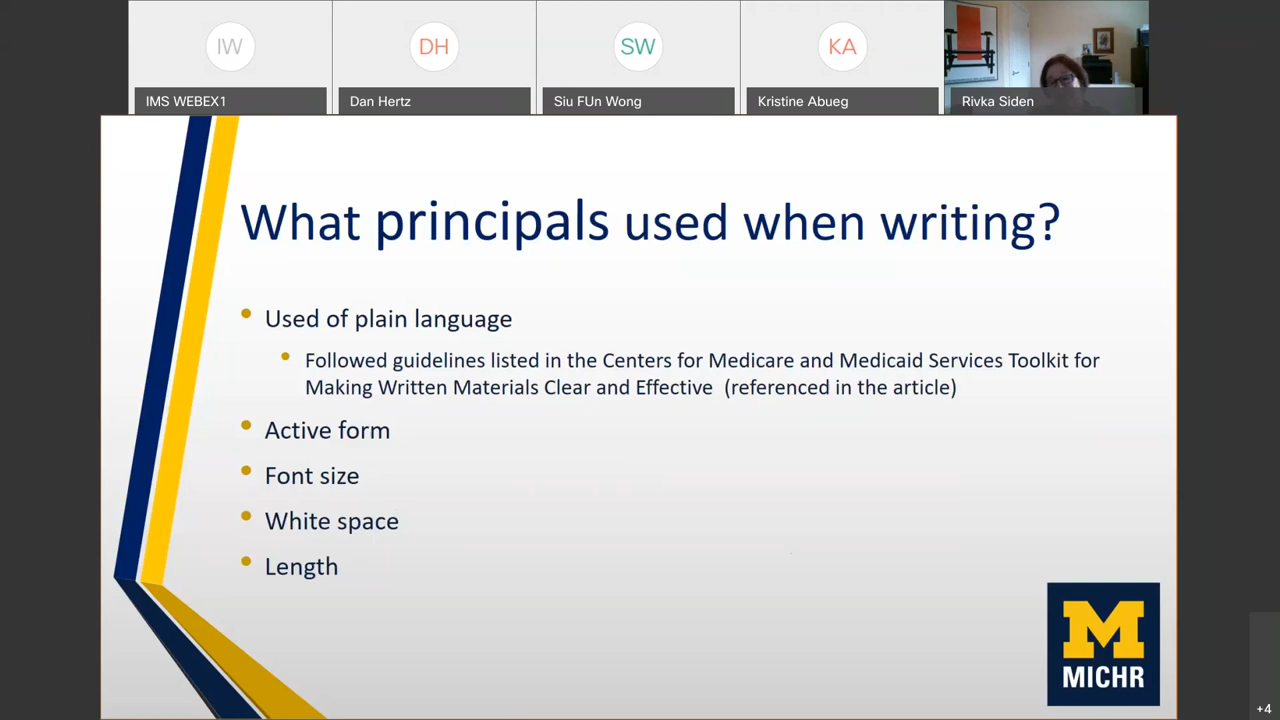 IW
DH
SW
KA
IMS WEBEX1
Dan Hertz
Siu FUn Wong
Kristine Abueg
Rivka Siden
What principals used when writing?
Used of plain language
Followed guidelines listed in the Centers for Medicare and Medicaid Services Toolkit for
Making Written Materials Clear and Effective (referenced in the article)
Active form
Font size
White space
Length
M
MICHR
+4